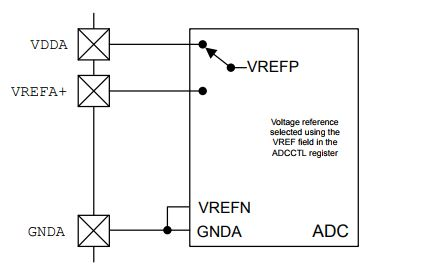 VDDA
VREFP
VREFA+
Voltage reference
selected using the
VREF field in the
ADCCTL register
VREFN
GNDA
GNDA
ADC